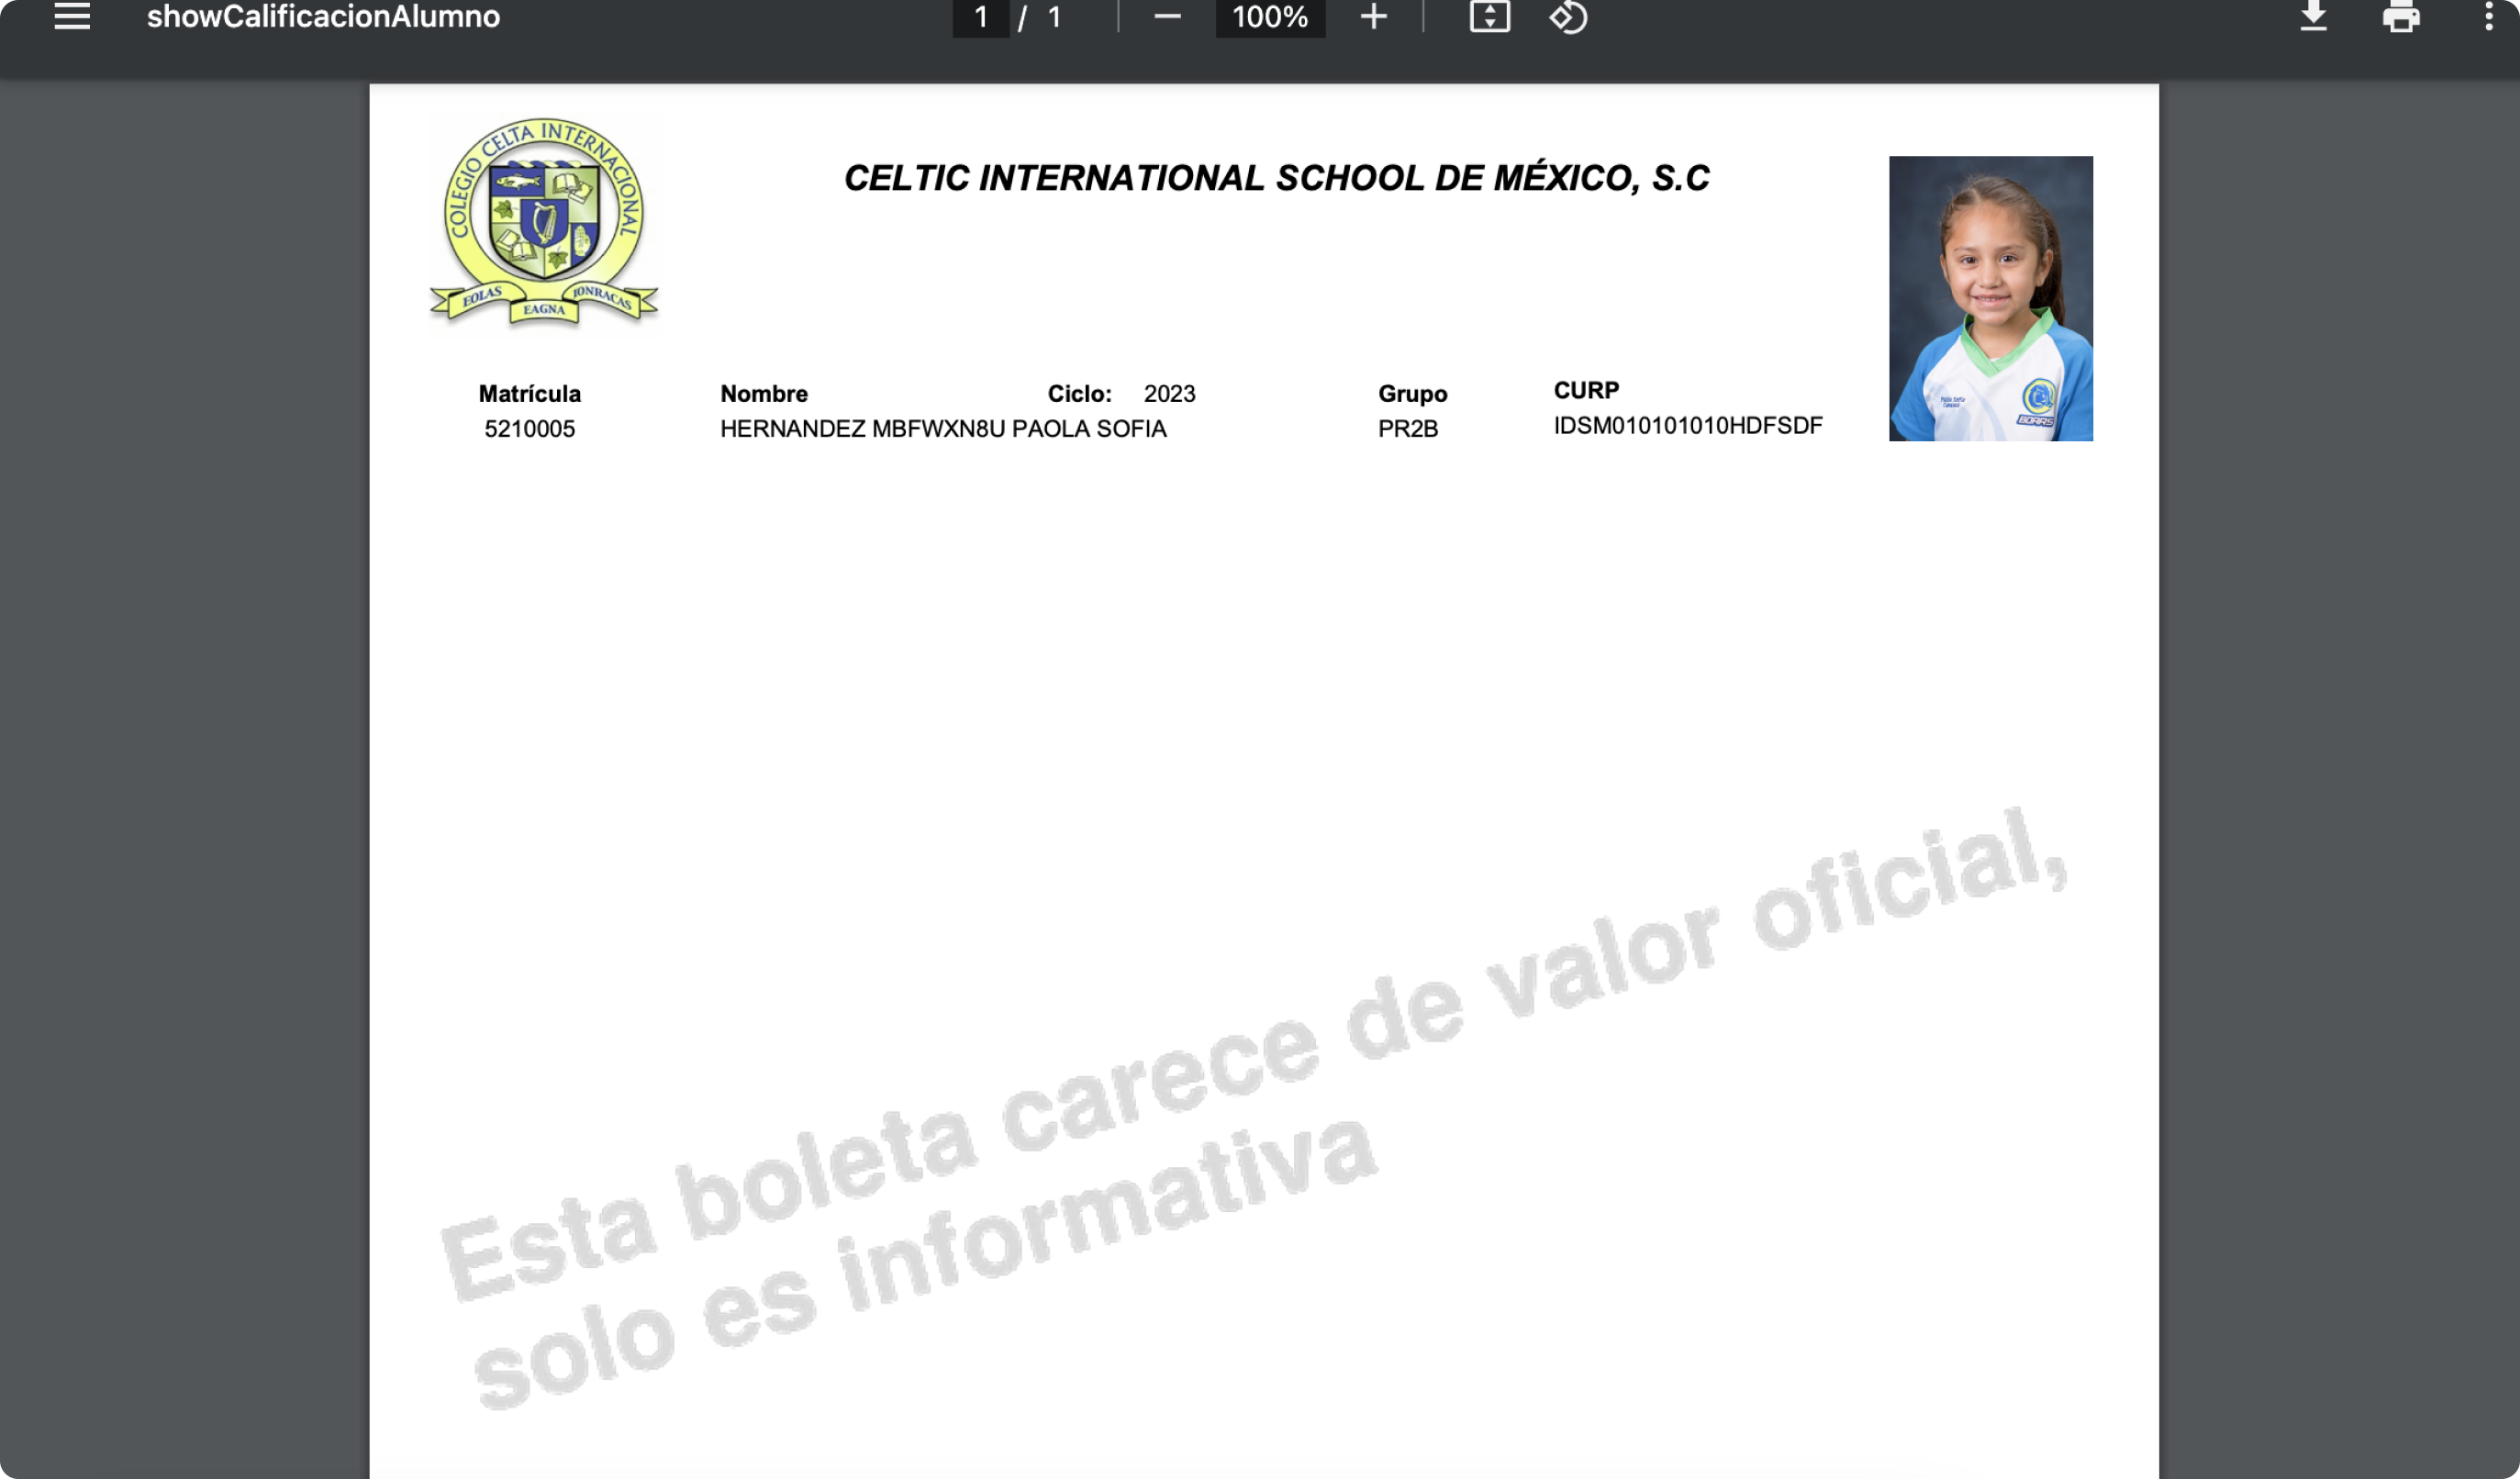 showCalificacionAlumno
1 / 1
100%
COLEGIO CELTA INTERNACIONAL
EOLAS
EAGNA
IONRACAS
CELTIC INTERNATIONAL SCHOOL DE MÉXICO, S.C
Matrícula Nombre Ciclo: 2023 Grupo CURP
5210005 HERNANDEZ MBFWXN8U PAOLA SOFIA PR2B IDSM010101010HDFSDF
BORRS
Esta boleta carece de valor oficial,
solo es informativa